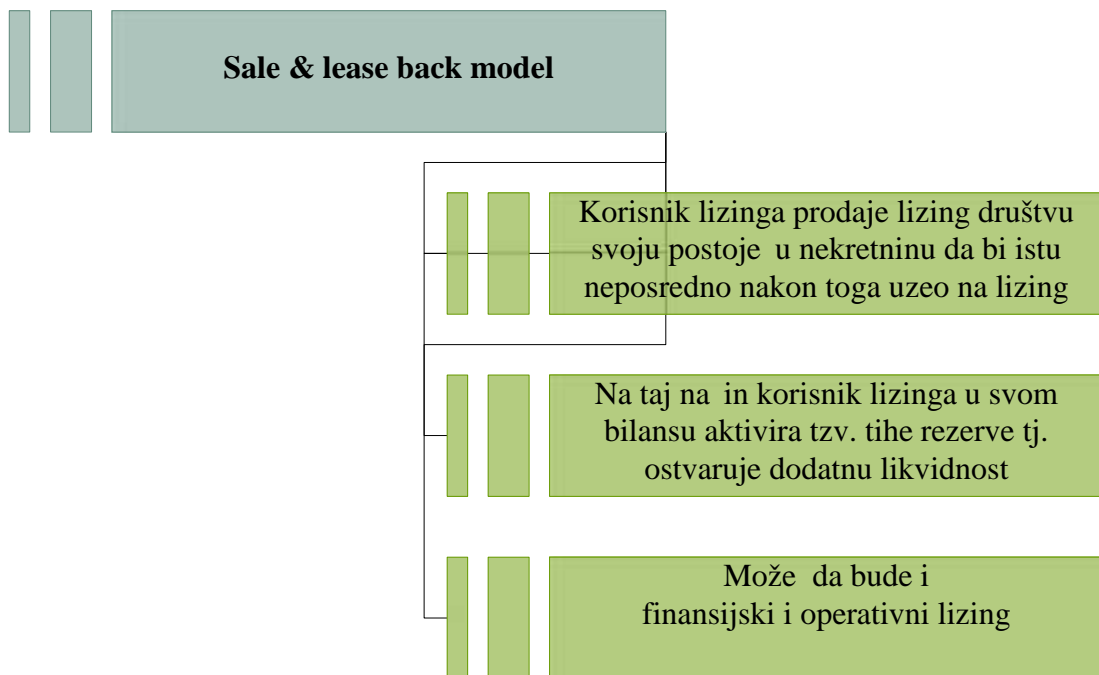 Sale & lease back model
Korisnik lizinga prodaje lizing društvu
svoju postoje u nekretninu da bi istu
neposredno nakon toga uzeo na lizing
Na taj na in korisnik lizinga u svom
bilansu aktivira tzv. tihe rezerve tj.
ostvaruje dodatnu likvidnost
Može da bude i
finansijski i operativni lizing